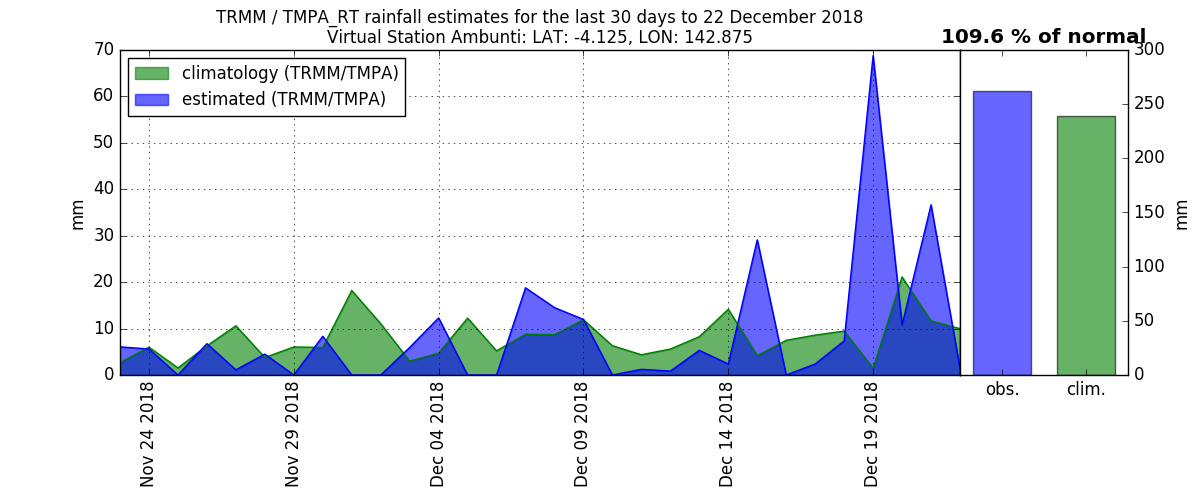 TRMM / TMPA_RT rainfall estimates for the last 30 days to 22 December 2018
Virtual Station Ambunti: LAT: -4.125, LON: 142.875
109.6 % of normal
climatology (TRMM/TMPA)
estimated (TRMM/TMPA)
70
60
50
40
30
20
10
0
mm
Nov 24 2018
Nov 29 2018
Dec 04 2018
Dec 09 2018
Dec 14 2018
Dec 19 2018
obs.
clim.
300
250
200
150
100
50
0
mm